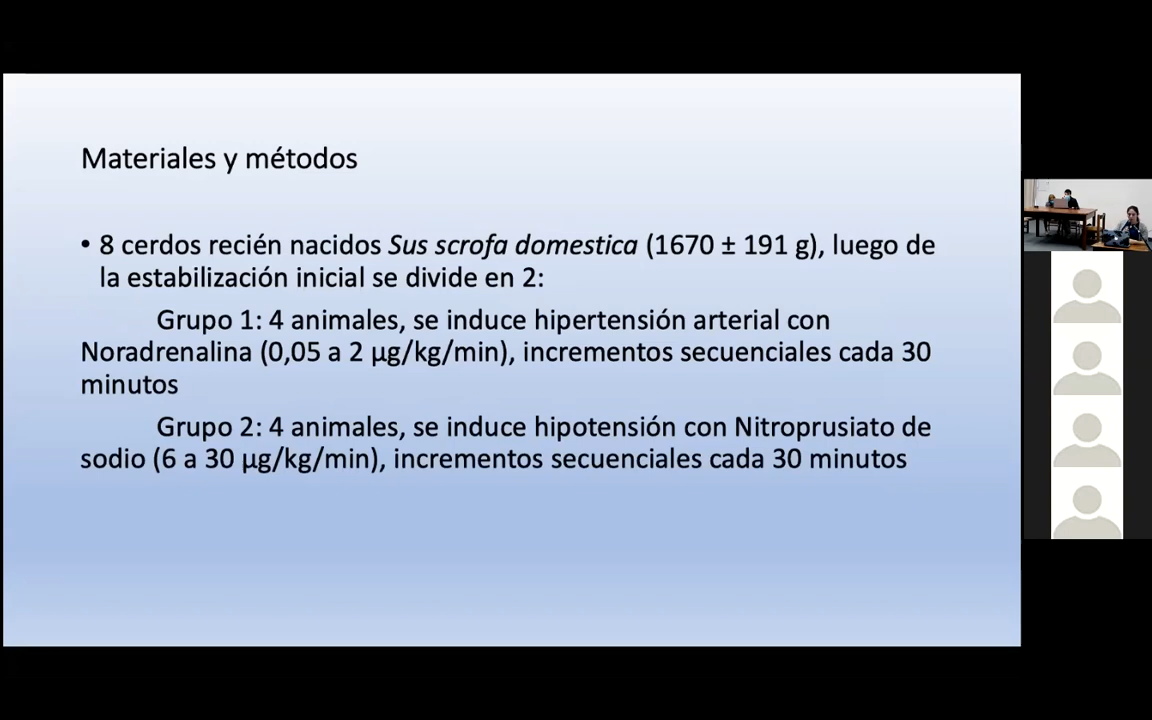 Materiales y métodos
• 8 cerdos recién nacidos Sus scrofa domestica (1670 ± 191 g), luego de
la estabilización inicial se divide en 2:
Grupo 1: 4 animales, se induce hipertensión arterial con
Noradrenalina (0,05 a 2 µg/kg/min), incrementos secuenciales cada 30
minutos
Grupo 2: 4 animales, se induce hipotensión con Nitroprusiato de
sodio (6 a 30 µg/kg/min), incrementos secuenciales cada 30 minutos